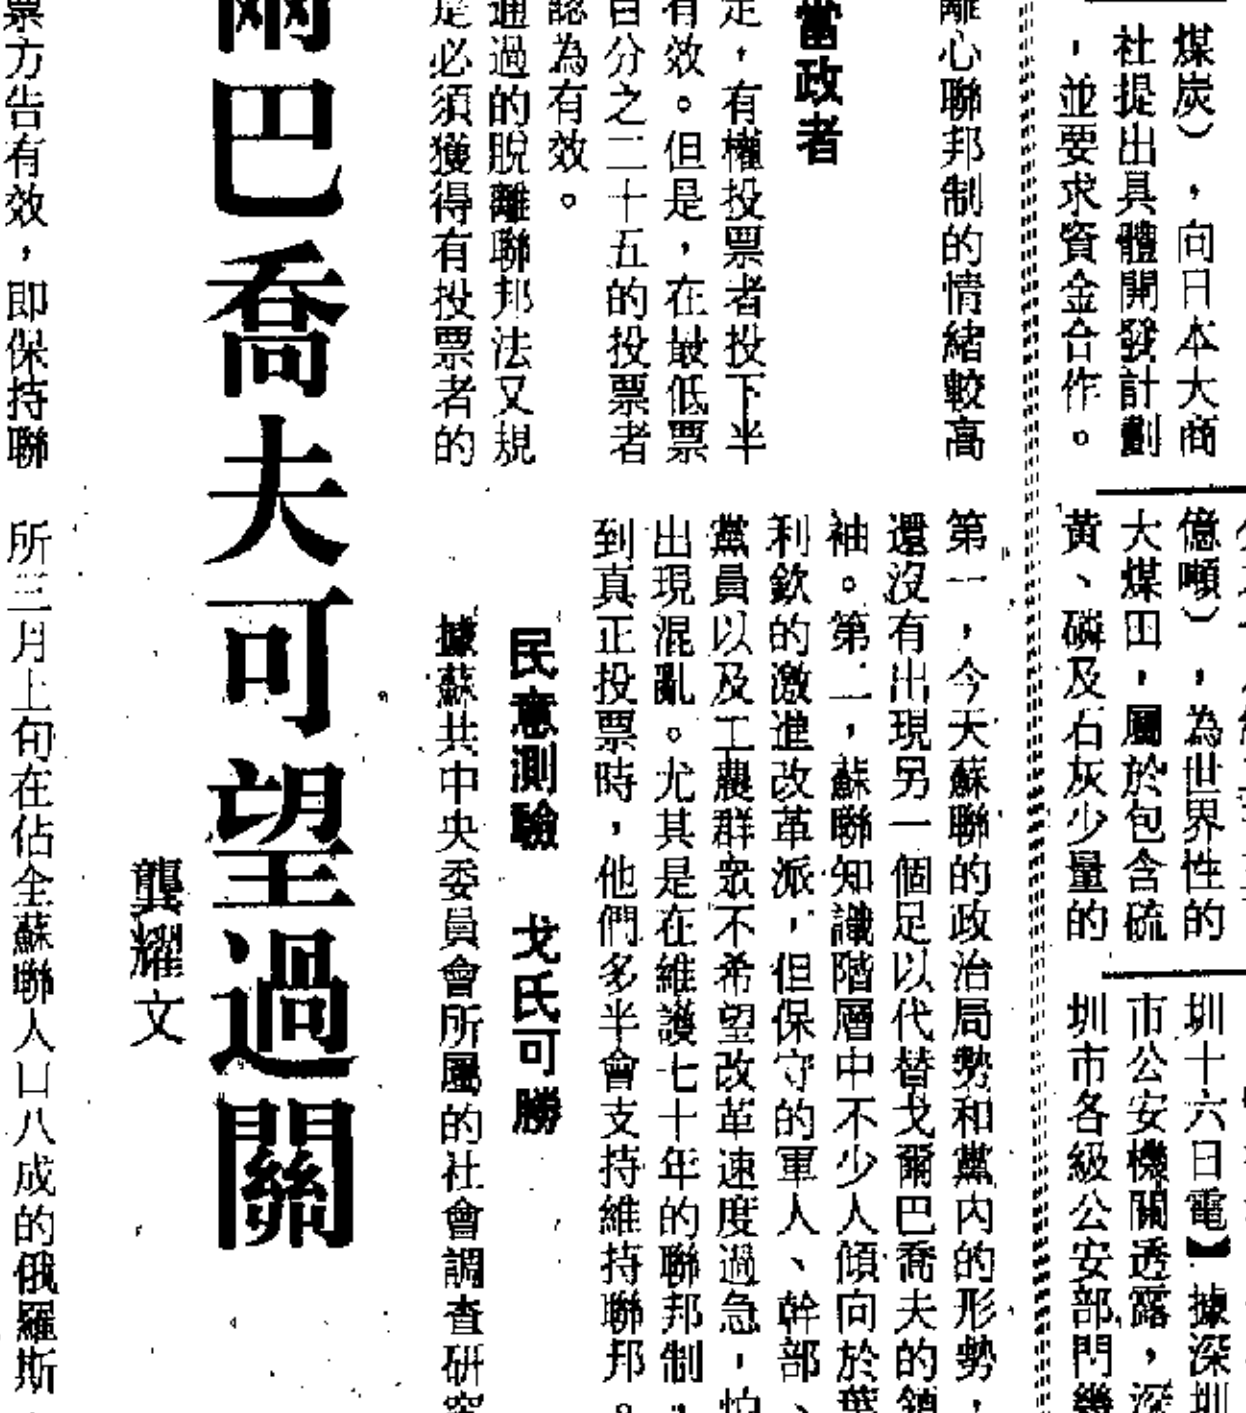 煤炭），向日本大商
社提出具體開發計劃
，並要求資金合作。
億噸），為世界性的
大煤田，屬於包含硫
黃、磷及石灰少量的
圳十六日電】據深圳
市公安機關透露，深
圳市各級公安部門幾
離心聯邦制的情緒較高
當政者
定，有權投票者投下半
有效。但是，在最低票
百分之二十五的投票者
認為有效。
通過的脫離聯邦法又規
是必須獲得有投票者的
第一，今天蘇聯的政治局勢和黨內的形勢，
還沒有出現另一個足以代替戈爾巴喬夫的領
袖。第二，蘇聯知識階層中不少人傾向於葉
利欽的激進改革派，但保守的軍人、幹部、
黨員以及工農群眾不希望改革速度過急，怕
出現混亂。尤其是在維護七十年的聯邦制，
到真正投票時，他們多半會支持維持聯邦。
民意測驗　戈氏可勝
據蘇共中央委員會所屬的社會調查研究
爾巴喬夫可望過關
龔耀文
票方告有效，即保持聯
所三月上旬在佔全蘇聯人口八成的俄羅斯